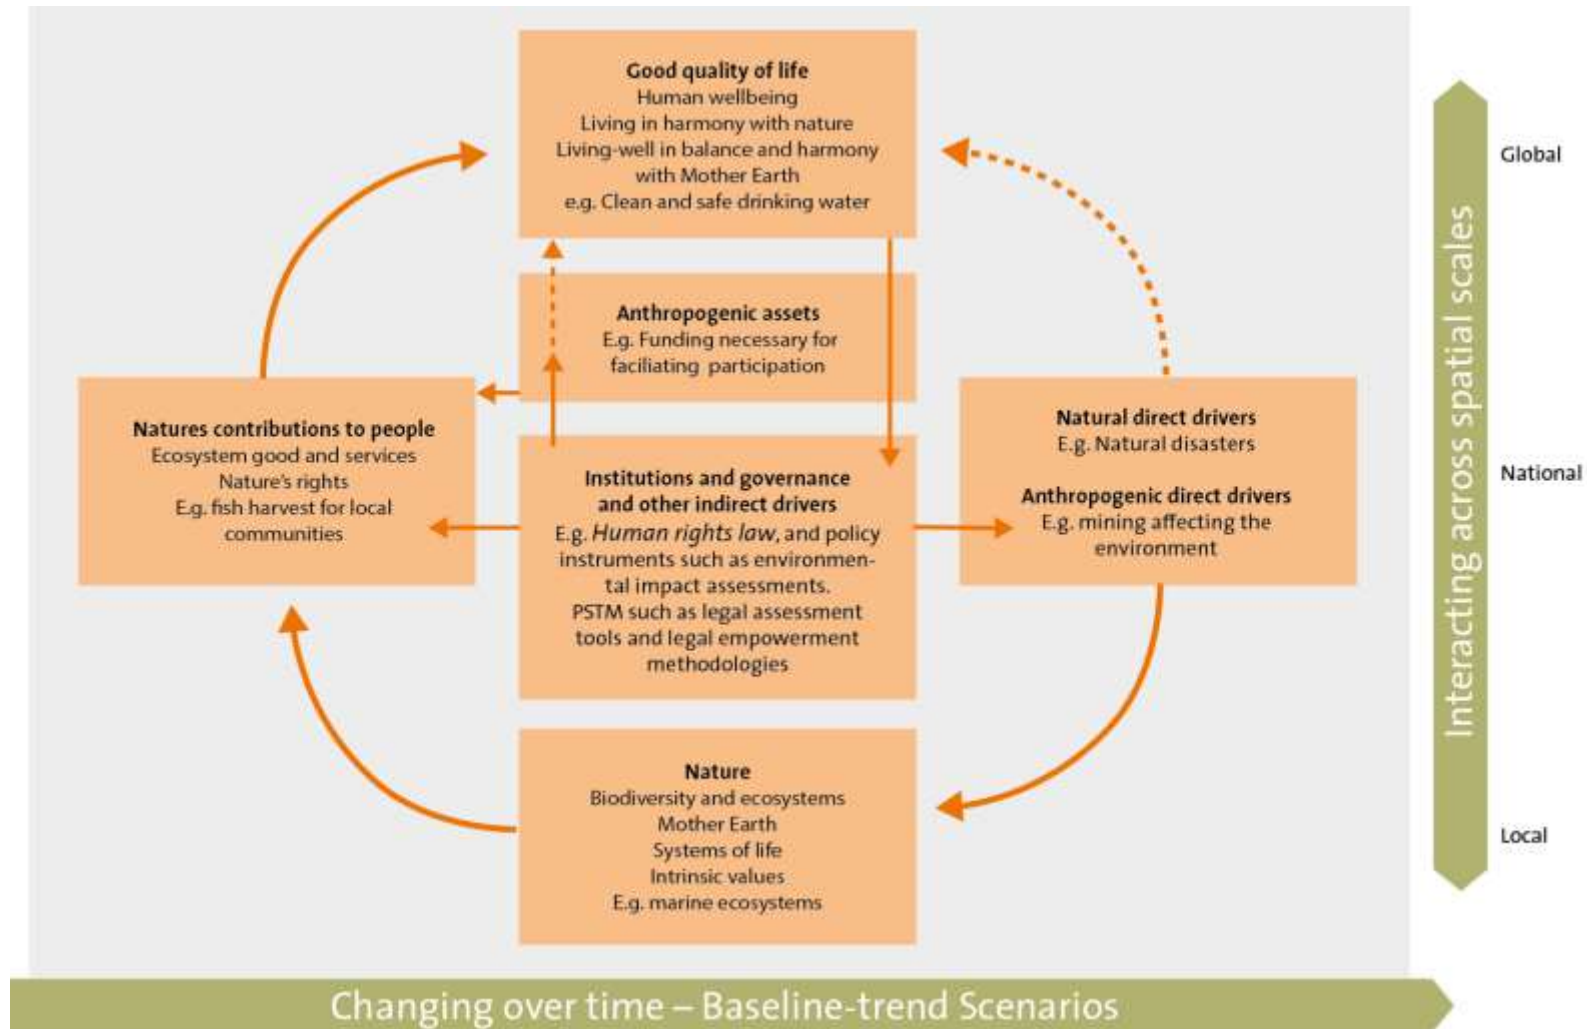 Good quality of life
Human wellbeing
Living in harmony with nature
Living-well in balance and harmony
with Mother Earth
e.g. Clean and safe drinking water
Anthropogenic assets
E.g. Funding necessary for
faciliating participation
Natures contributions to people
Ecosystem good and services
Nature's rights
E.g. fish harvest for local
communities
Institutions and governance
and other indirect drivers
E.g. Human rights law, and policy
instruments such as environmen-
tal impact assessments.
PSTM such as legal assessment
tools and legal empowerment
methodologies
Natural direct drivers
E.g. Natural disasters
Anthropogenic direct drivers
E.g. mining affecting the
environment
Nature
Biodiversity and ecosystems
Mother Earth
Systems of life
Intrinsic values
E.g. marine ecosystems
Interacting across spatial scales
Global
National
Local
Changing over time – Baseline-trend Scenarios